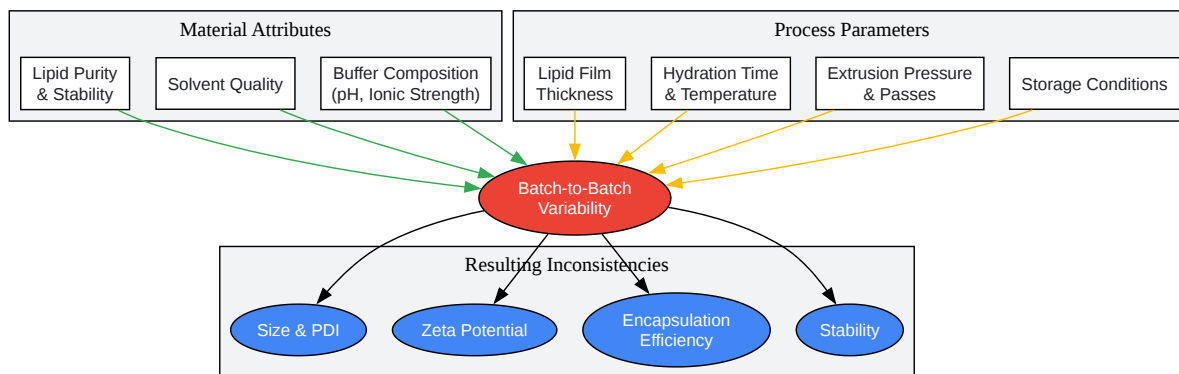 Material Attributes
Process Parameters
Lipid Purity
& Stability
Solvent Quality
Buffer Composition
(pH, Ionic Strength)
Lipid Film
Thickness
Hydration Time
& Temperature
Extrusion Pressure
& Passes
Storage Conditions
Batch-to-Batch
Variability
Resulting Inconsistencies
Size & PDI
Zeta Potential
Encapsulation
Efficiency
Stability